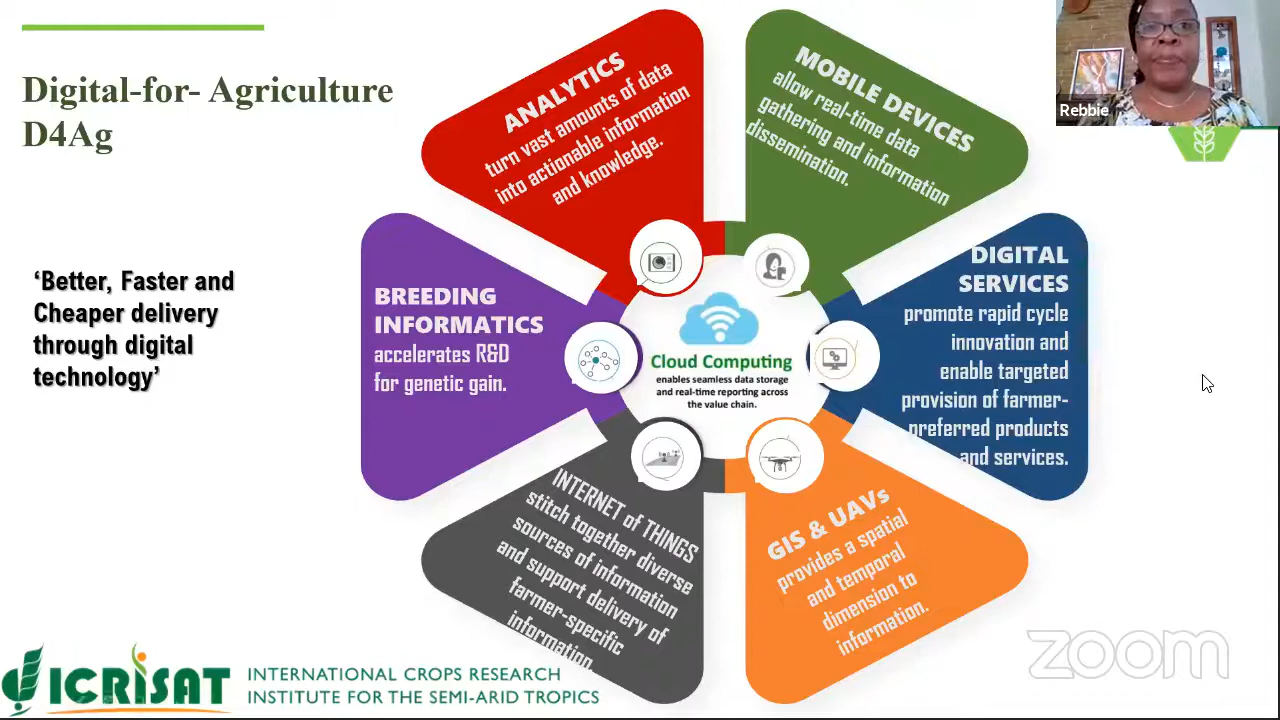 Digital-for- Agriculture
D4Ag
‘Better, Faster and
Cheaper delivery
through digital
technology’
ANALYTICS
turn vast amounts of data
into actionable information
and knowledge.
MOBILE DEVICES
allow real-time data
gathering and information
dissemination.
BREEDING
INFORMATICS
accelerates R&D
for genetic gain.
Cloud Computing
enables seamless data storage
and real-time reporting across
the value chain.
DIGITAL
SERVICES
promote rapid cycle
innovation and
enable targeted
provision of farmer-
preferred products
and services.
INTERNET of THINGS
stitch together diverse
sources of information
and support delivery of
farmer-specific
information
GIS & UAVs
provides a spatial
and temporal
dimension to
information.
Rebbie
ICRISAT
INTERNATIONAL CROPS RESEARCH
INSTITUTE FOR THE SEMI-ARID TROPICS
zoom